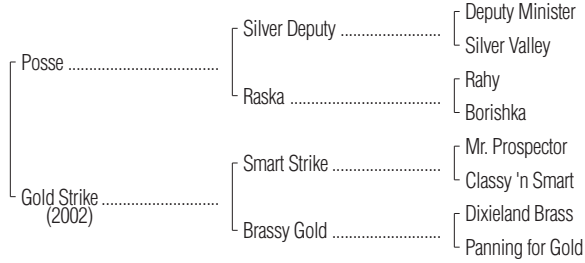 Deputy Minister
Silver Deputy ........................
Silver Valley
Posse .....................................
Rahy
Raska ...................................
Borishka
Mr. Prospector
Smart Strike .........................
Classy 'n Smart
Gold Strike .............................
(2002)
Dixieland Brass
Brassy Gold ..........................
Panning for Gold